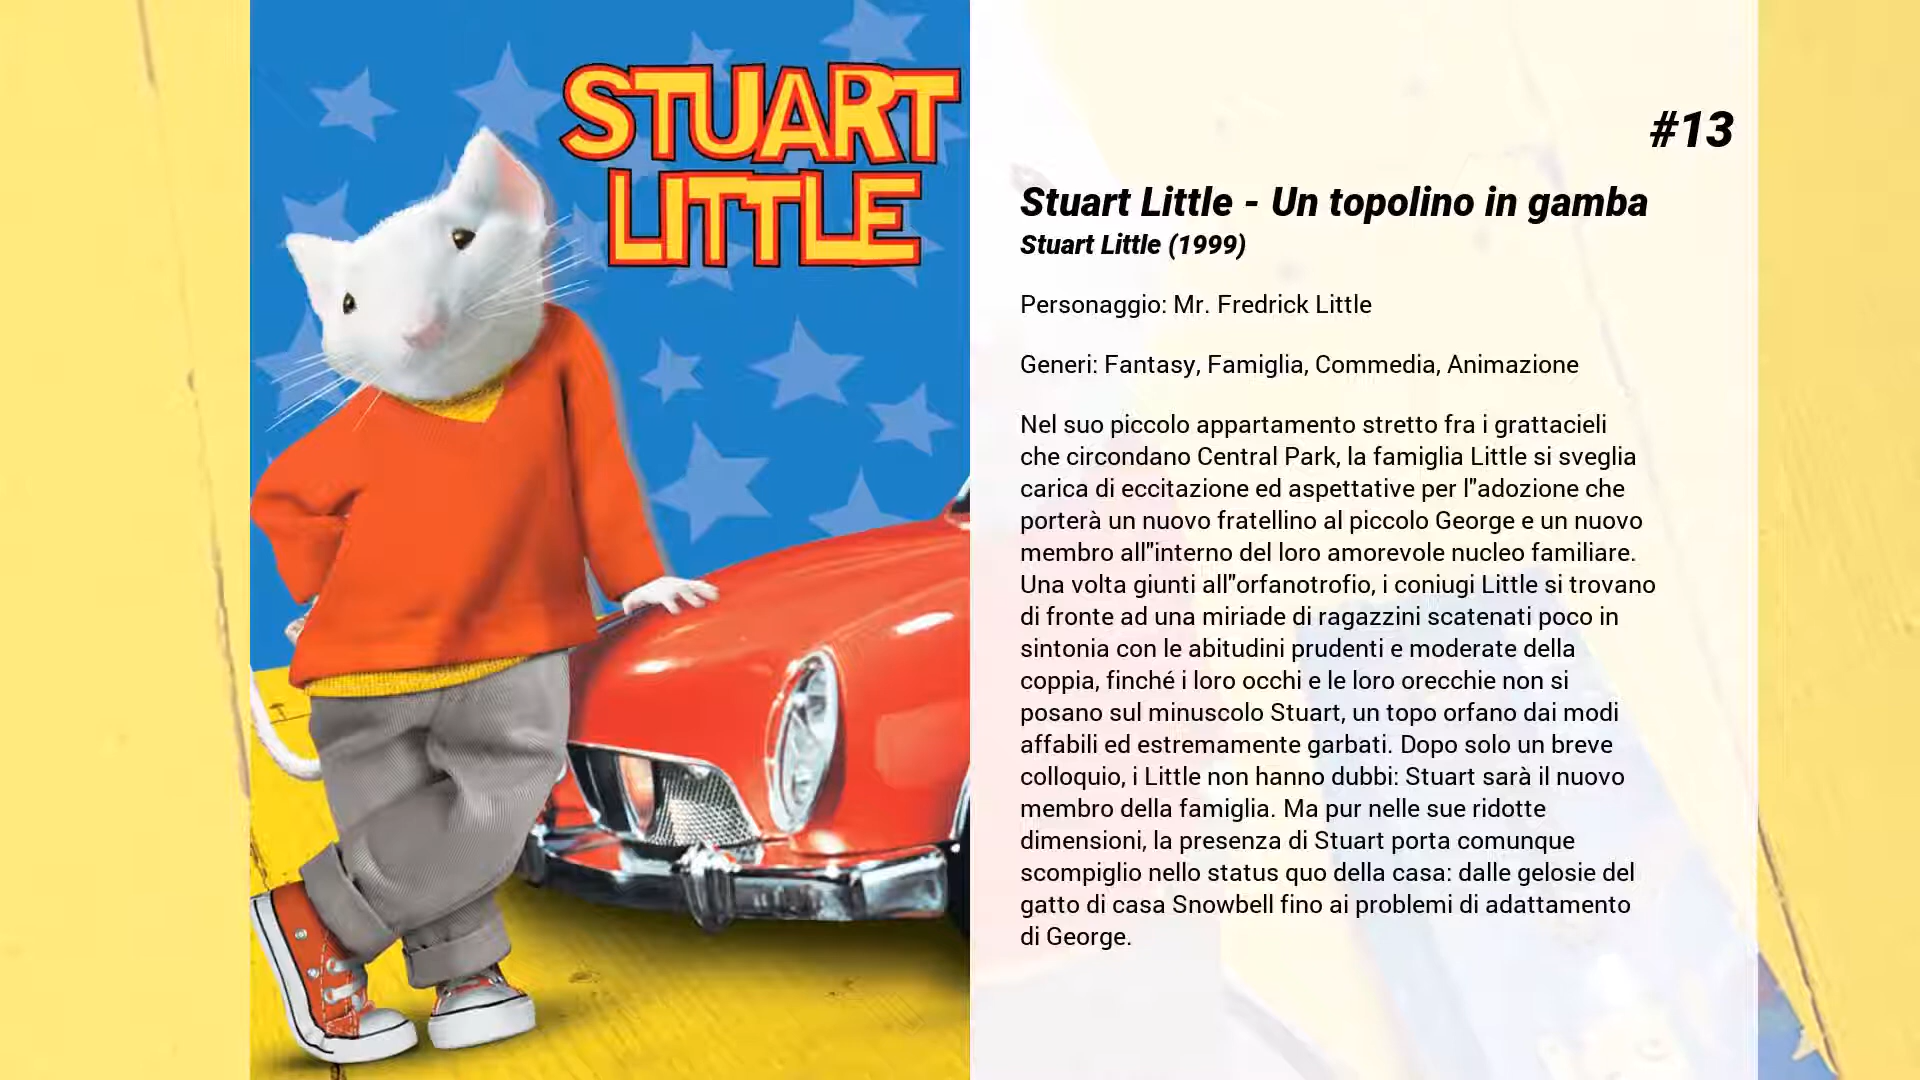 STUART
LITTLE
#13
Stuart Little - Un topolino in gamba
Stuart Little (1999)
Personaggio: Mr. Fredrick Little
Generi: Fantasy, Famiglia, Commedia, Animazione
Nel suo piccolo appartamento stretto fra i grattacieli
che circondano Central Park, la famiglia Little si sveglia
carica di eccitazione ed aspettative per l"adozione che
porterà un nuovo fratellino al piccolo George e un nuovo
membro all"interno del loro amorevole nucleo familiare.
Una volta giunti all"orfanotrofio, i coniugi Little si trovano
di fronte ad una miriade di ragazzini scatenati poco in
sintonia con le abitudini prudenti e moderate della
coppia, finché i loro occhi e le loro orecchie non si
posano sul minuscolo Stuart, un topo orfano dai modi
affabili ed estremamente garbati. Dopo solo un breve
colloquio, i Little non hanno dubbi: Stuart sarà il nuovo
membro della famiglia. Ma pur nelle sue ridotte
dimensioni, la presenza di Stuart porta comunque
scompiglio nello status quo della casa: dalle gelosie del
gatto di casa Snowbell fino ai problemi di adattamento
di George.